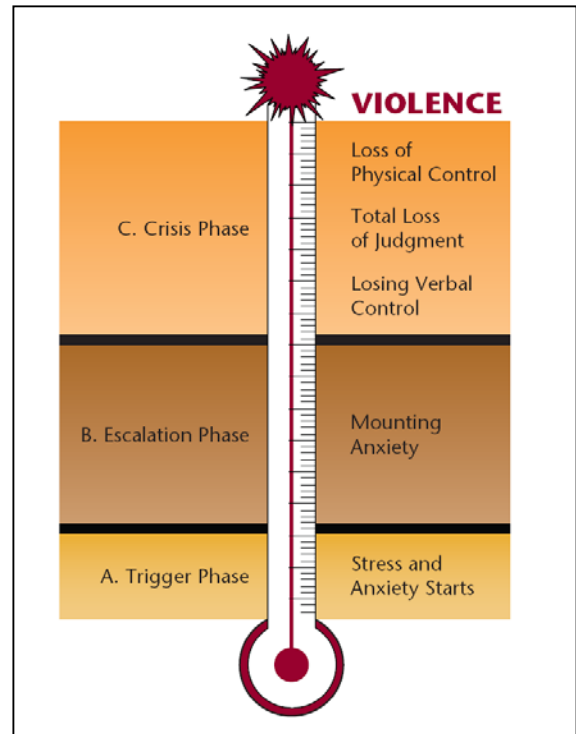 VIOLENCE
C. Crisis Phase
Loss of
Physical Control
Total Loss
of Judgment
Losing Verbal
Control
B. Escalation Phase
Mounting
Anxiety
A. Trigger Phase
Stress and
Anxiety Starts